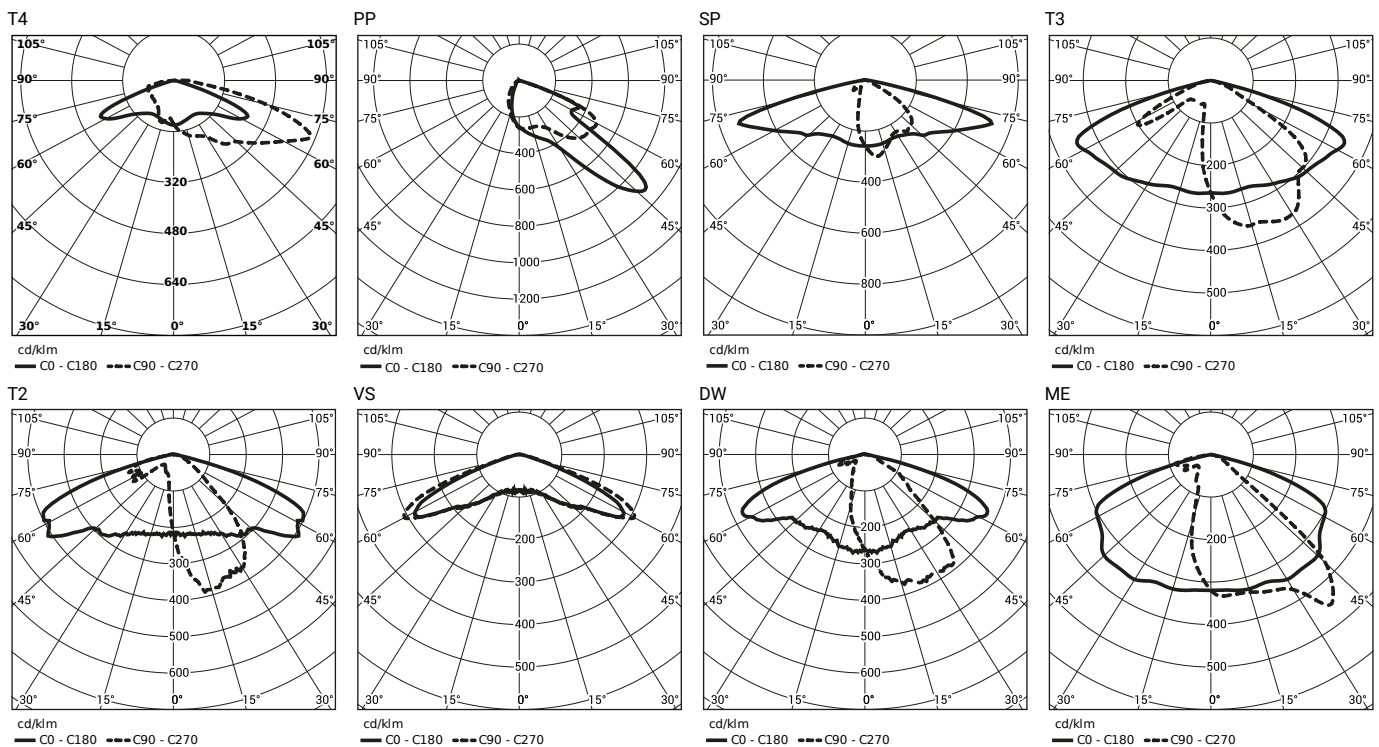 T4 PP SP T3
105° 105° 105° 105° 105° 105° 105° 105°
90° 90° 90° 90° 90° 90° 90° 90°
75° 75° 75° 75° 75° 75° 75° 75°
400 200
60° 60° 60° 60° 60° 60° 60° 60°
320 600 400 300
45° 45° 45° 45° 45° 45° 45° 45°
480 800 600 400
1000
640 1200 800 500
30° 15° 0° 15° 30° 30° 15° 0° 15° 30° 30° 15° 0° 15° 30° 30° 15° 0° 15° 30°
cd/klm cd/klm cd/klm cd/klm
C0 - C180 C90 - C270 C0 - C180 C90 - C270 C0 - C180 C90 - C270 C0 - C180 C90 - C270
T2 VS DW ME
105° 105° 105° 105° 105° 105° 105° 105°
90° 90° 90° 90° 90° 90° 90° 90°
75° 75° 75° 75° 75° 75° 75° 75°
200 200 200
60° 60° 60° 60° 60° 60° 60° 60°
300 300 300
45° 45° 45° 45° 45° 45° 45° 45°
400 400 400 400
500 500 500 500
600 600
30° 15° 0° 15° 30° 30° 15° 0° 15° 30° 30° 15° 0° 15° 30° 30° 15° 0° 15° 30°
cd/klm cd/klm cd/klm cd/klm
C0 - C180 C90 - C270 C0 - C180 C90 - C270 C0 - C180 C90 - C270 C0 - C180 C90 - C270